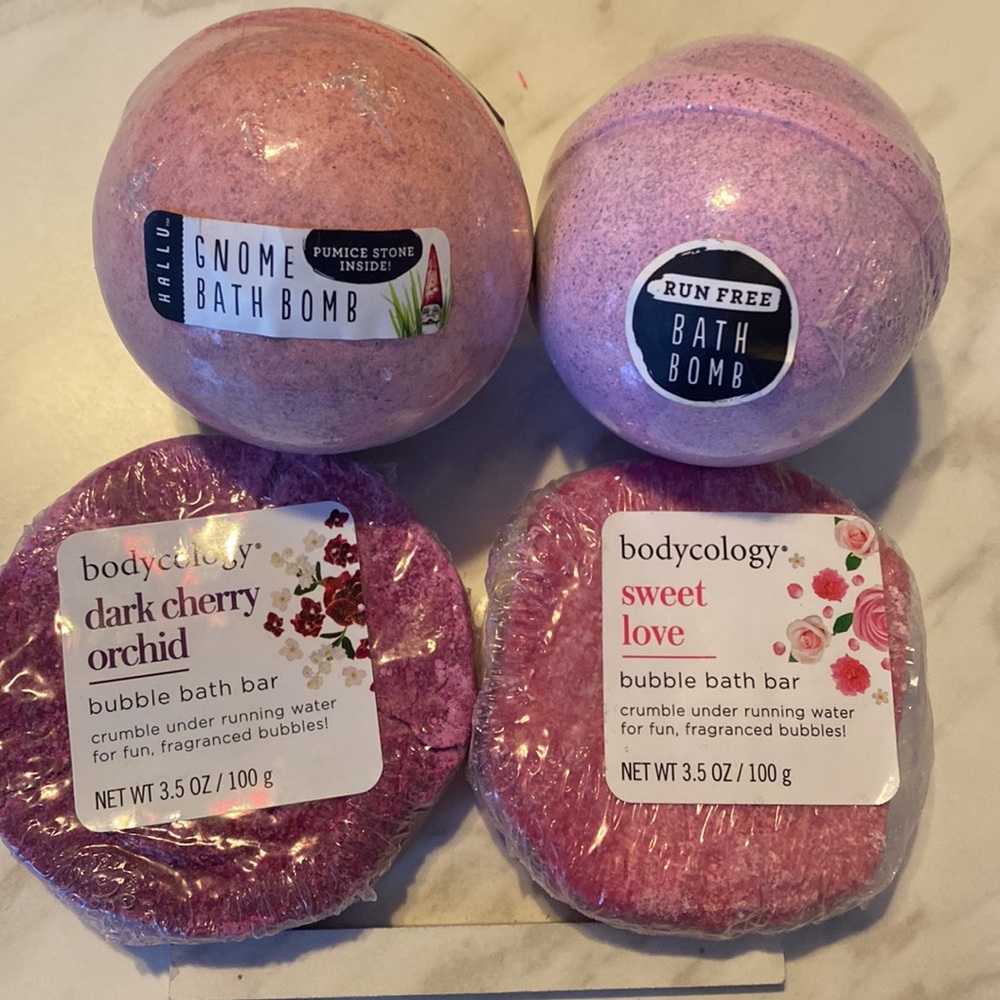 HALLU™
GNOME
BATH BOMB
PUMICE STONE
INSIDE!
RUN FREE
BATH
BOMB
bodycology®
dark cherry
orchid
bubble bath bar
crumble under running water
for fun, fragranced bubbles!
NET WT 3.5 OZ / 100 g
bodycology®
sweet
love
bubble bath bar
crumble under running water
for fun, fragranced bubbles!
NET WT 3.5 OZ / 100 g